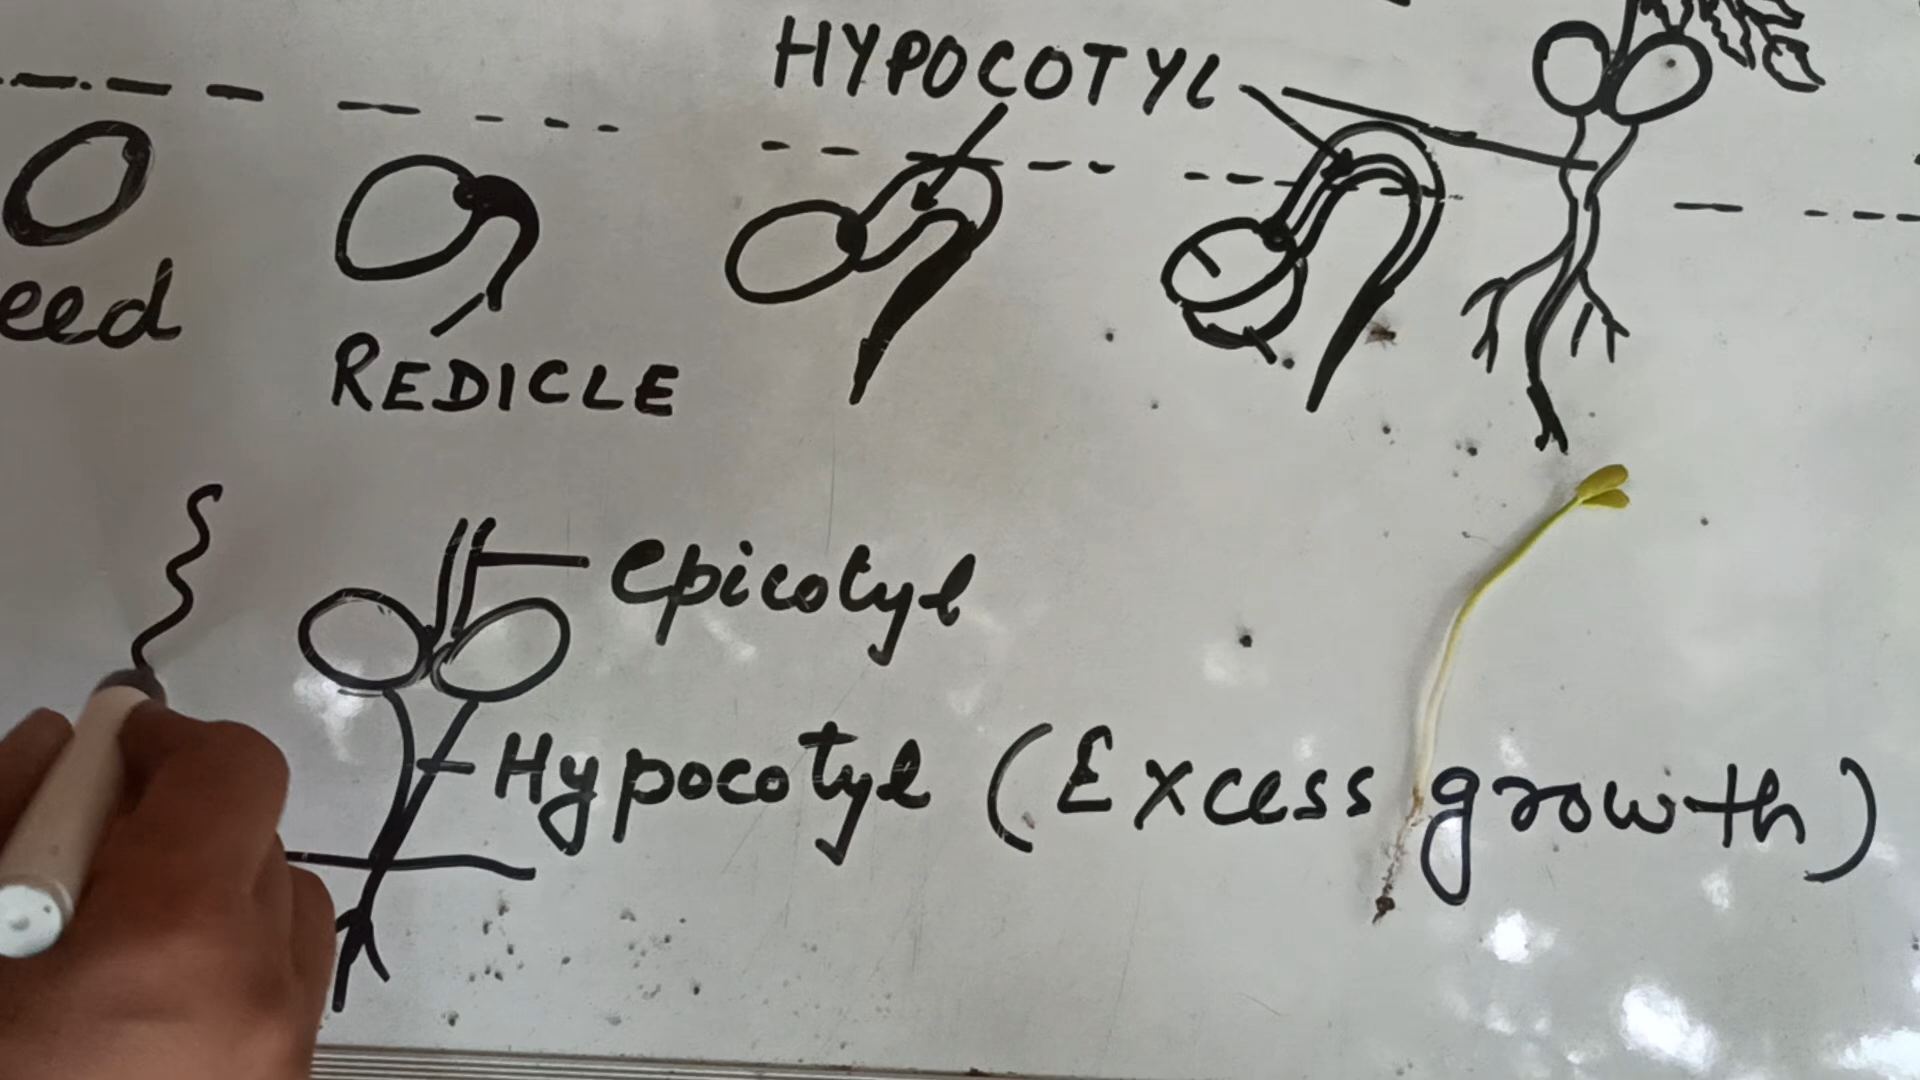 HYPOCOTYL
eed
REDICLE
Epicotyl
Hypocotyl (Excess growth)